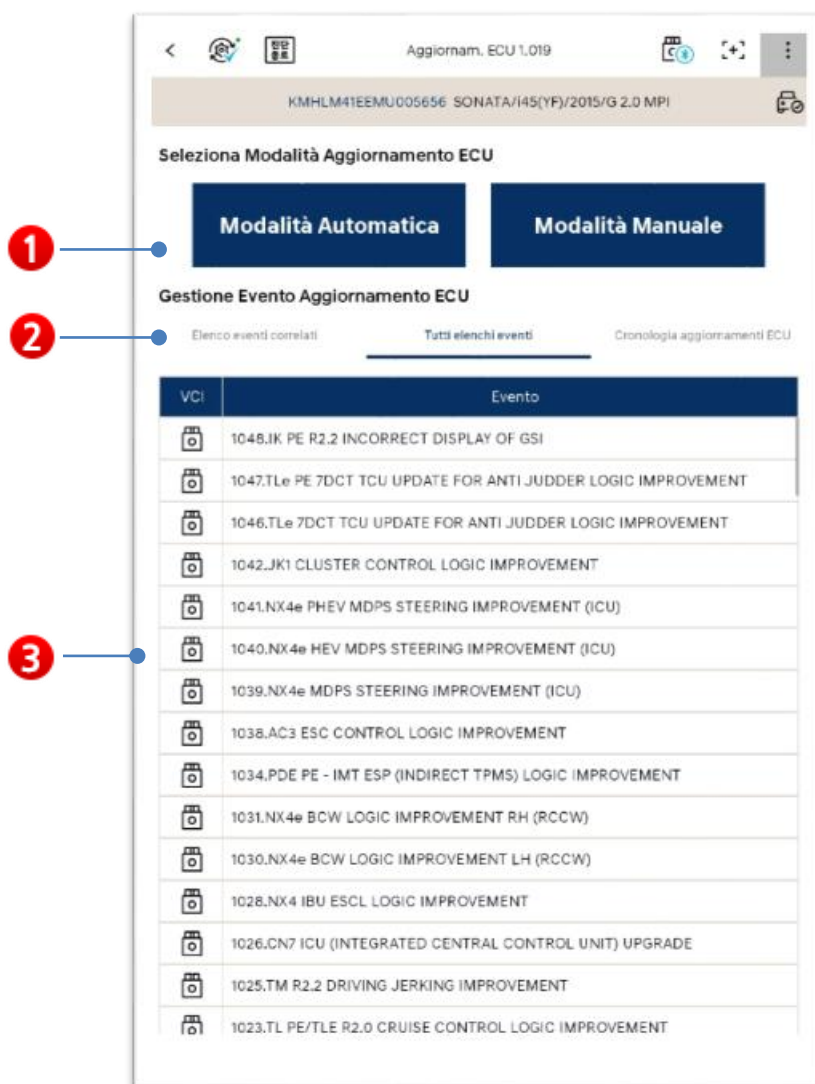 진단
종료
Aggiornam. ECU 1.019
C
KMHLM41EEMU005656 SONATA/i45(YF)/2015/G 2.0 MPI
Seleziona Modalità Aggiornamento ECU
Modalità Automatica Modalità Manuale
1
Gestione Evento Aggiornamento ECU
2
Elenco eventi correlati Tutti elenchi eventi Cronologia aggiornamenti ECU
VCI Evento
1048.IK PE R2.2 INCORRECT DISPLAY OF GSI
1047.TLe PE 7DCT TCU UPDATE FOR ANTI JUDDER LOGIC IMPROVEMENT
1046.TLe 7DCT TCU UPDATE FOR ANTI JUDDER LOGIC IMPROVEMENT
1042.JK1 CLUSTER CONTROL LOGIC IMPROVEMENT
1041.NX4e PHEV MDPS STEERING IMPROVEMENT (ICU)
3
1040.NX4e HEV MDPS STEERING IMPROVEMENT (ICU)
1039.NX4e MDPS STEERING IMPROVEMENT (ICU)
1038.AC3 ESC CONTROL LOGIC IMPROVEMENT
1034.PDE PE - IMT ESP (INDIRECT TPMS) LOGIC IMPROVEMENT
1031.NX4e BCW LOGIC IMPROVEMENT RH (RCCW)
1030.NX4e BCW LOGIC IMPROVEMENT LH (RCCW)
1028.NX4 IBU ESCL LOGIC IMPROVEMENT
1026.CN7 ICU (INTEGRATED CENTRAL CONTROL UNIT) UPGRADE
1025.TM R2.2 DRIVING JERKING IMPROVEMENT
1023.TL PE/TLE R2.0 CRUISE CONTROL LOGIC IMPROVEMENT